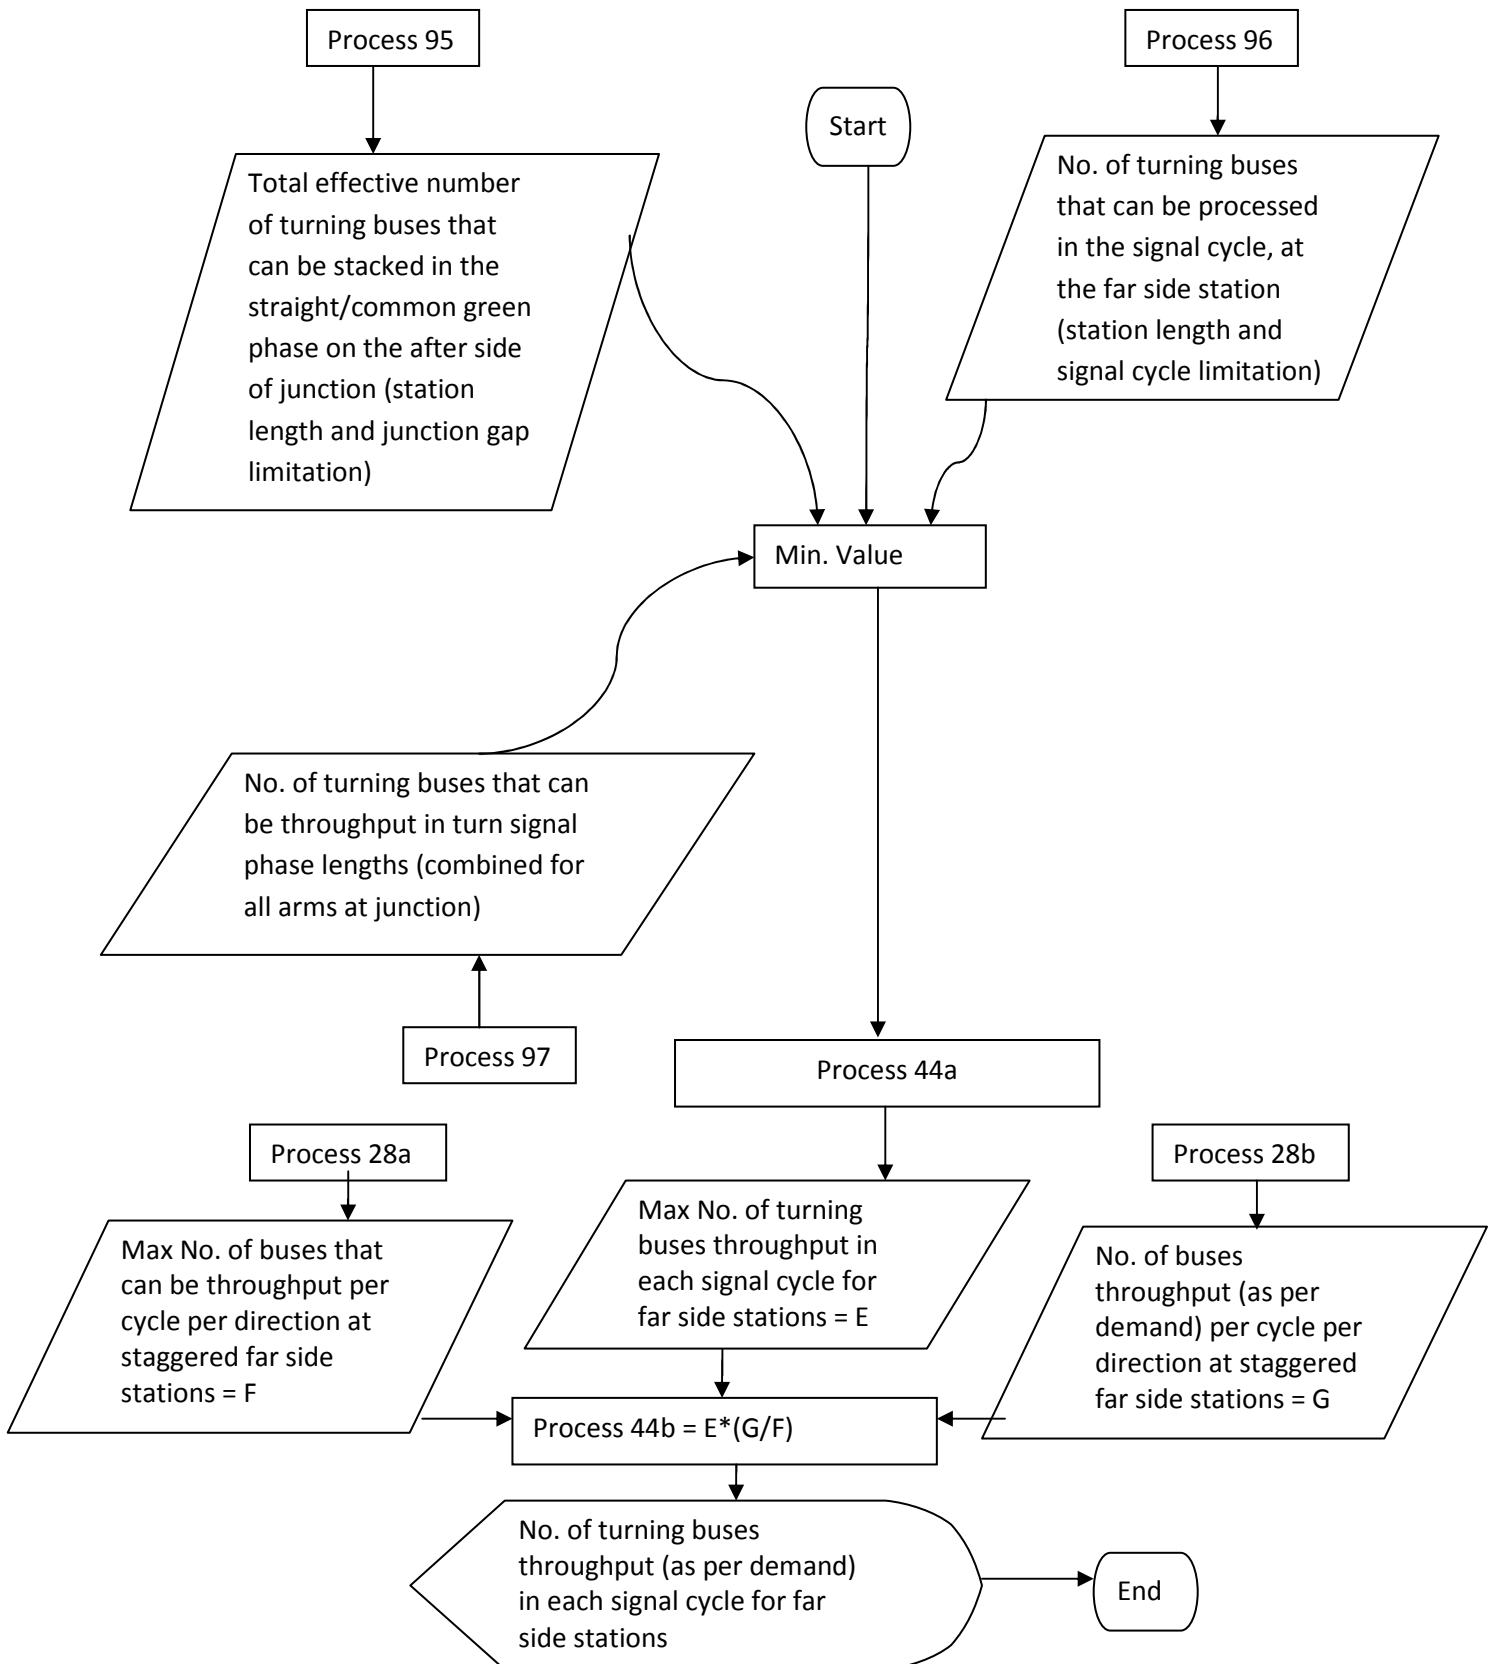 Process 95
Process 96
Start
Total effective number
of turning buses that
can be stacked in the
straight/common green
phase on the after side
of junction (station
length and junction gap
limitation)
No. of turning buses
that can be processed
in the signal cycle, at
the far side station
(station length and
signal cycle limitation)
Min. Value
No. of turning buses that can
be throughput in turn signal
phase lengths (combined for
all arms at junction)
Process 97
Process 44a
Process 28a
Process 28b
Max No. of buses that
can be throughput per
cycle per direction at
staggered far side
stations = F
Max No. of turning
buses throughput in
each signal cycle for
far side stations = E
No. of buses
throughput (as per
demand) per cycle per
direction at staggered
far side stations = G
Process 44b = E*(G/F)
No. of turning buses
throughput (as per demand)
in each signal cycle for far
side stations
End